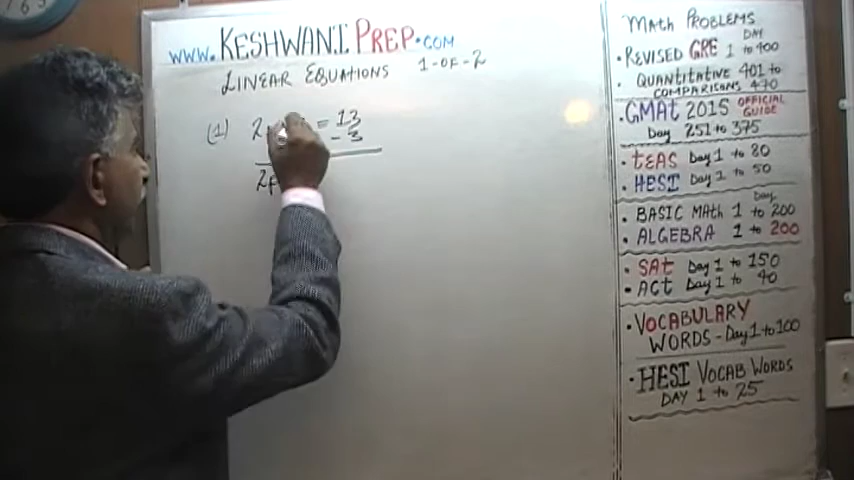 www.KESHWANI PREP.COM
LINEAR EQUATIONS 1-OF-2
(1) 2 = 13
- 3
2p
MATH PROBLEMS
DAY
• REVISED GRE 1 to 400
• QUANTITATIVE 401 to
COMPARISONS 470
• GMAT 2015 OFFICIAL
GUIDE
Day 251 to 375
• TEAS Day 1 to 80
• HESI Day 1 to 50
Day
• BASIC MATH 1 to 200
• ALGEBRA 1 to 200
• SAT Day 1 to 150
• ACT Day 1 to 40
• VOCABULARY
WORDS - Day 1 to 100
• HESI VOCAB WORDS
DAY 1 to 25